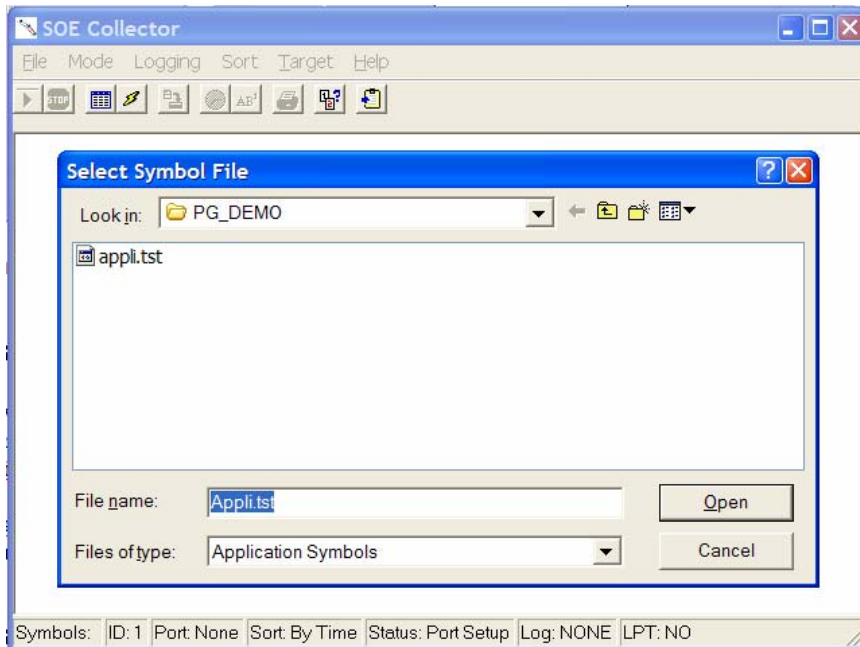 SOE Collector
File Mode Logging Sort Target Help
STOP
Select Symbol File
Look in: PG_DEMO
appli.tst
File name: Appli.tst Open
Files of type: Application Symbols Cancel
Symbols: ID: 1 Port: None Sort: By Time Status: Port Setup Log: NONE LPT: NO